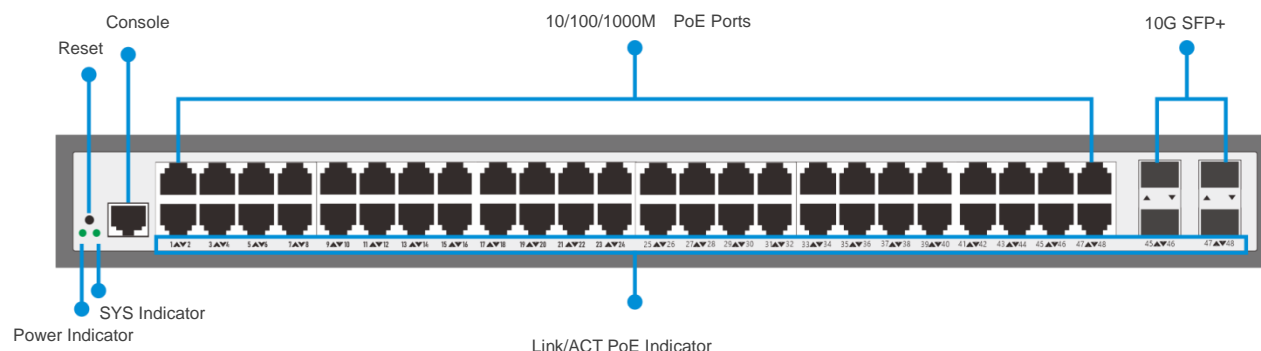 Console
10/100/1000M PoE Ports
10G SFP+
Reset
1▲▼2 3▲▼4 5▲▼6 7▲▼8 9▲▼10 11▲▼12 13▲▼14 15▲▼16 17▲▼18 19▲▼20 21▲▼22 23▲▼24 25▲▼26 27▲▼28 29▲▼30 31▲▼32 33▲▼34 35▲▼36 37▲▼38 39▲▼40 41▲▼42 43▲▼44 45▲▼46 47▲▼48 45▲▼46 47▲▼48
SYS Indicator
Power Indicator
Link/ACT PoE Indicator